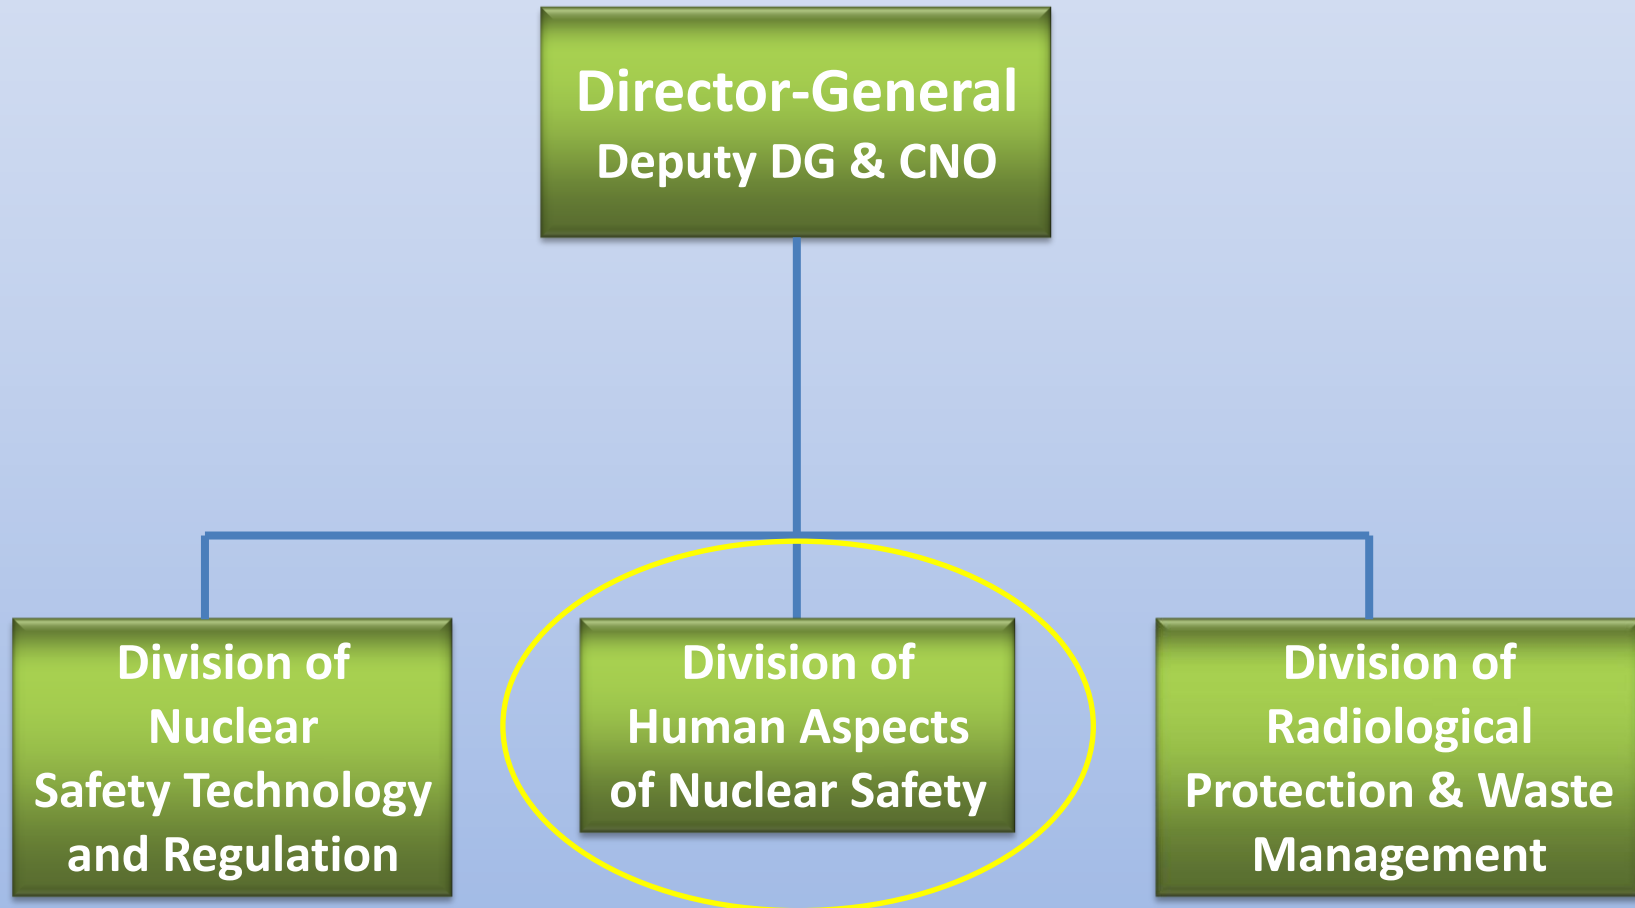 Director-General
Deputy DG & CNO
Division of
Nuclear
Safety Technology
and Regulation
Division of
Human Aspects
of Nuclear Safety
Division of
Radiological
Protection & Waste
Management